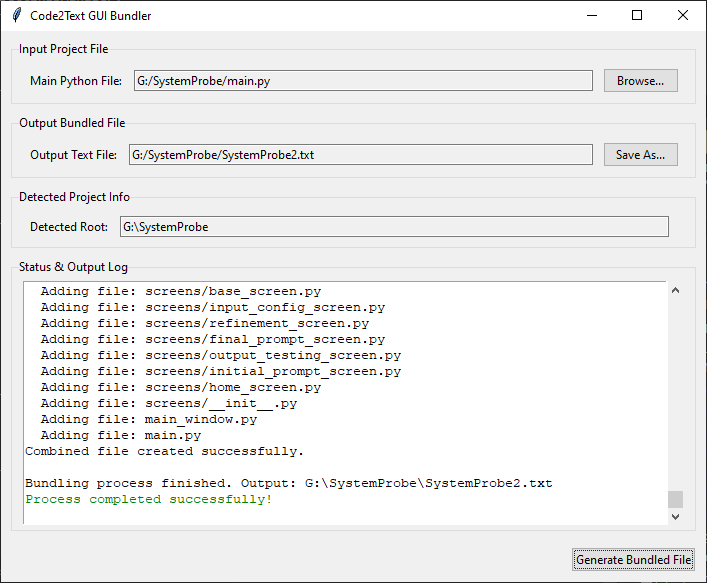 Code2Text GUI Bundler
Input Project File
Main Python File: G:/SystemProbe/main.py Browse...
Output Bundled File
Output Text File: G:/SystemProbe/SystemProbe2.txt Save As...
Detected Project Info
Detected Root: G:\SystemProbe
Status & Output Log
Adding file: screens/base_screen.py
Adding file: screens/input_config_screen.py
Adding file: screens/refinement_screen.py
Adding file: screens/final_prompt_screen.py
Adding file: screens/output_testing_screen.py
Adding file: screens/initial_prompt_screen.py
Adding file: screens/home_screen.py
Adding file: screens/__init__.py
Adding file: main_window.py
Adding file: main.py
Combined file created successfully.
Bundling process finished. Output: G:\SystemProbe\SystemProbe2.txt
Process completed successfully!
Generate Bundled File